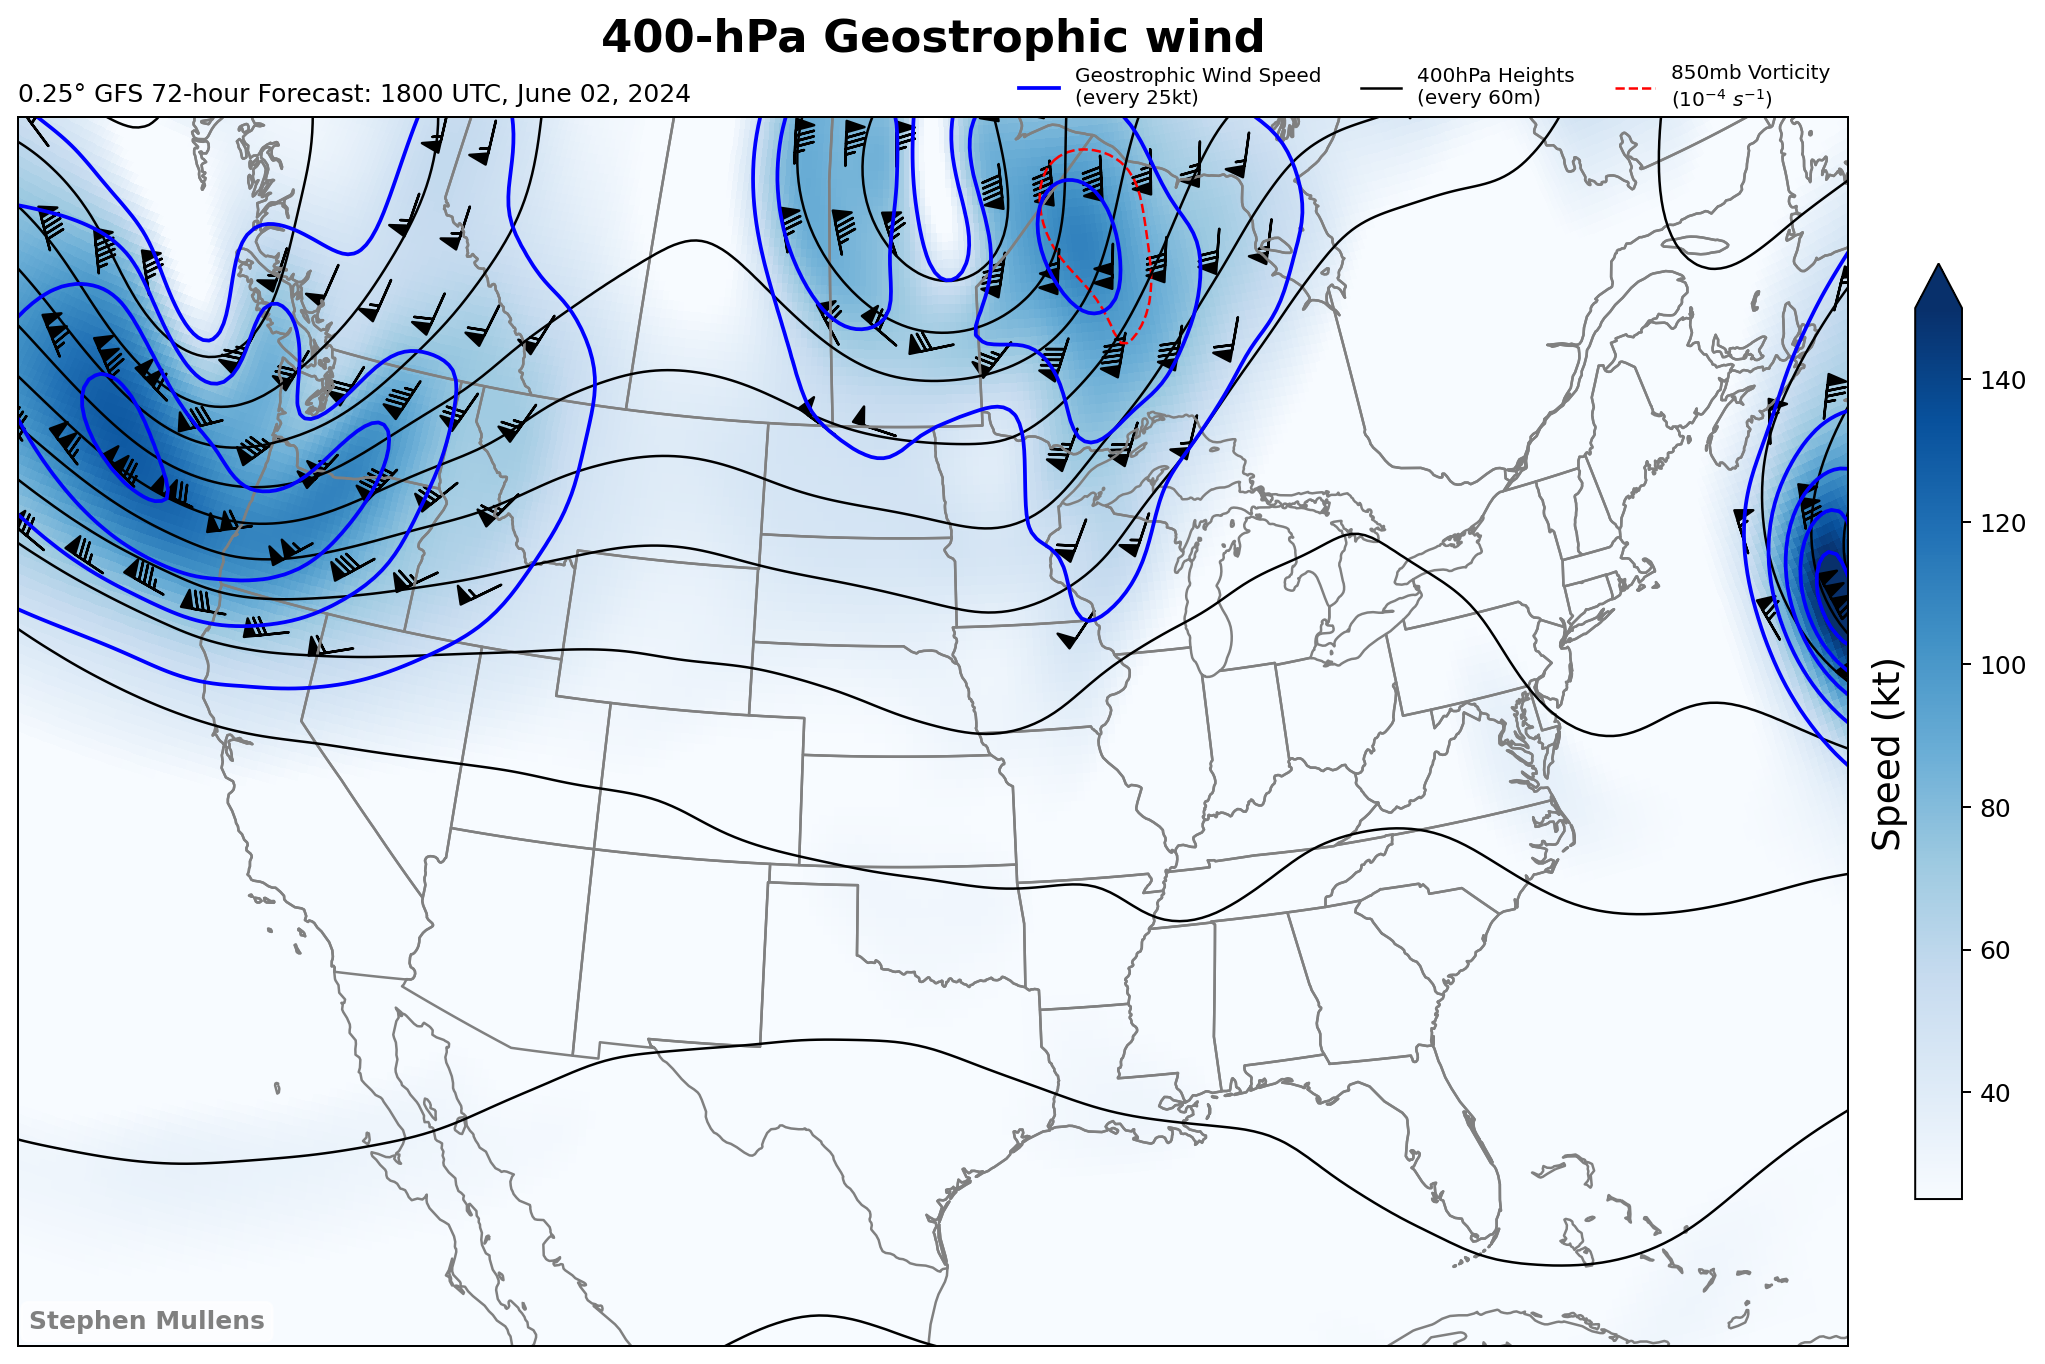 400-hPa Geostrophic wind
0.25° GFS 72-hour Forecast: 1800 UTC, June 02, 2024
Geostrophic Wind Speed
(every 25kt)
400hPa Heights
(every 60m)
850mb Vorticity
(10⁻⁴ s⁻¹)
140
120
100
80
60
40
Speed (kt)
Stephen Mullens